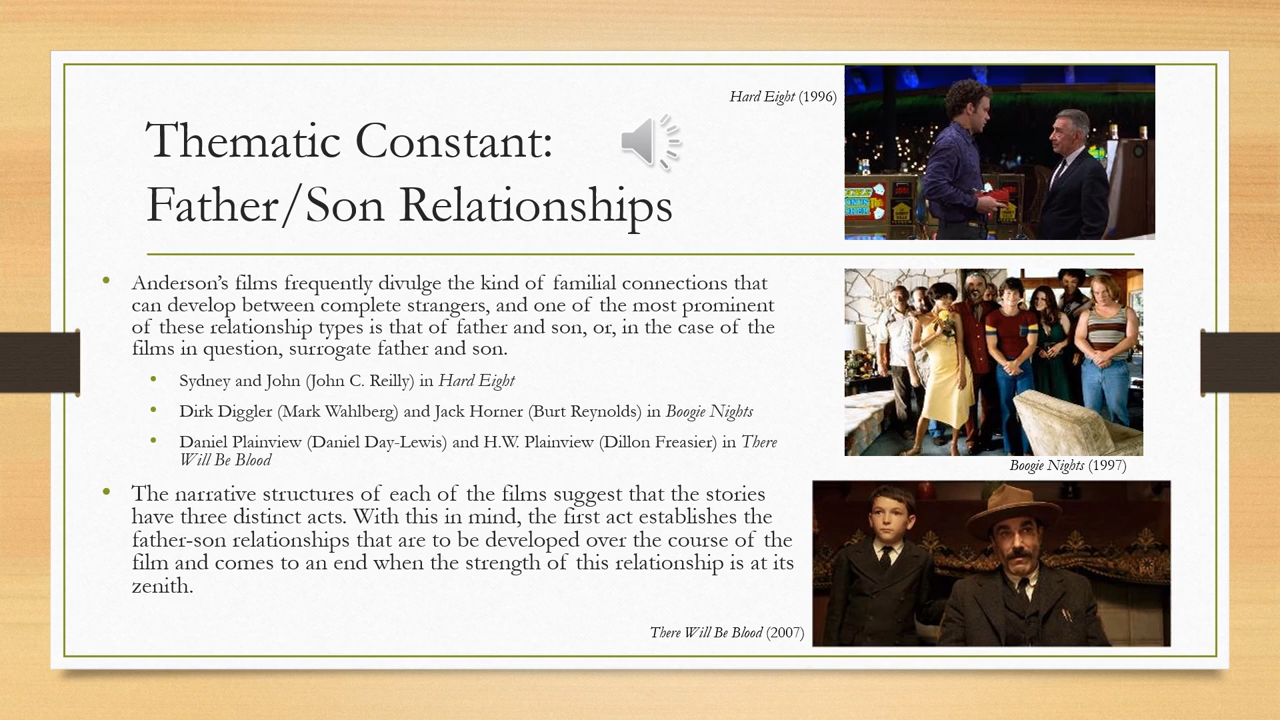 Hard Eight (1996)
Thematic Constant:
Father/Son Relationships
• Anderson’s films frequently divulge the kind of familial connections that
can develop between complete strangers, and one of the most prominent
of these relationship types is that of father and son, or, in the case of the
films in question, surrogate father and son.
• Sydney and John (John C. Reilly) in Hard Eight
• Dirk Diggler (Mark Wahlberg) and Jack Horner (Burt Reynolds) in Boogie Nights
• Daniel Plainview (Daniel Day-Lewis) and H.W. Plainview (Dillon Freasier) in There
Will Be Blood
• The narrative structures of each of the films suggest that the stories
have three distinct acts. With this in mind, the first act establishes the
father-son relationships that are to be developed over the course of the
film and comes to an end when the strength of this relationship is at its
zenith.
Boogie Nights (1997)
There Will Be Blood (2007)